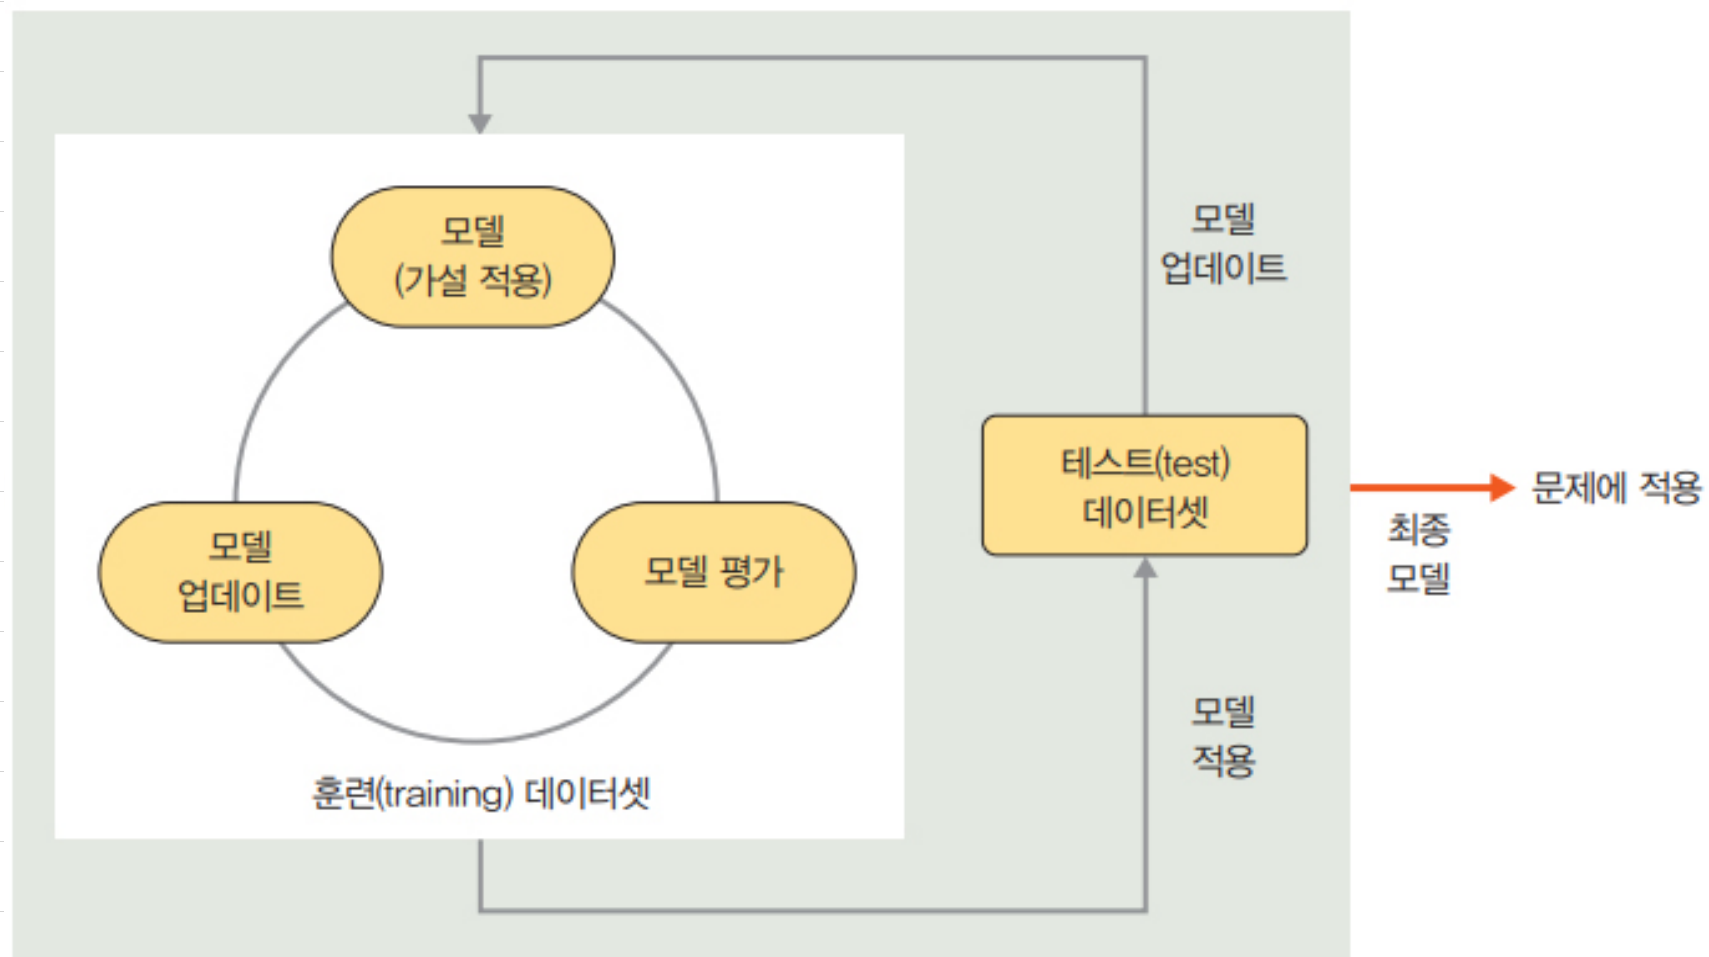 모델
(가설 적용)
모델
업데이트
모델 평가
훈련(training) 데이터셋
모델
업데이트
테스트(test)
데이터셋
모델
적용
문제에 적용
최종
모델